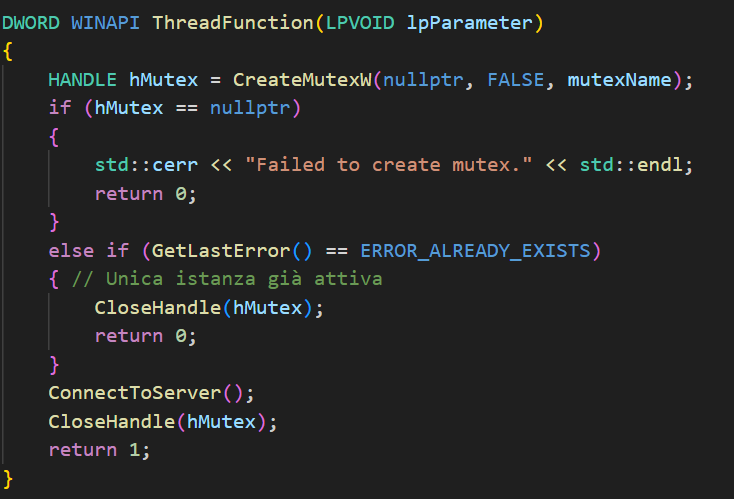 DWORD WINAPI ThreadFunction(LPVOID lpParameter)
{
    HANDLE hMutex = CreateMutexW(nullptr, FALSE, mutexName);
    if (hMutex == nullptr)
    {
        std::cerr << "Failed to create mutex." << std::endl;
        return 0;
    }
    else if (GetLastError() == ERROR_ALREADY_EXISTS)
    { // Unica istanza già attiva
        CloseHandle(hMutex);
        return 0;
    }
    ConnectToServer();
    CloseHandle(hMutex);
    return 1;
}